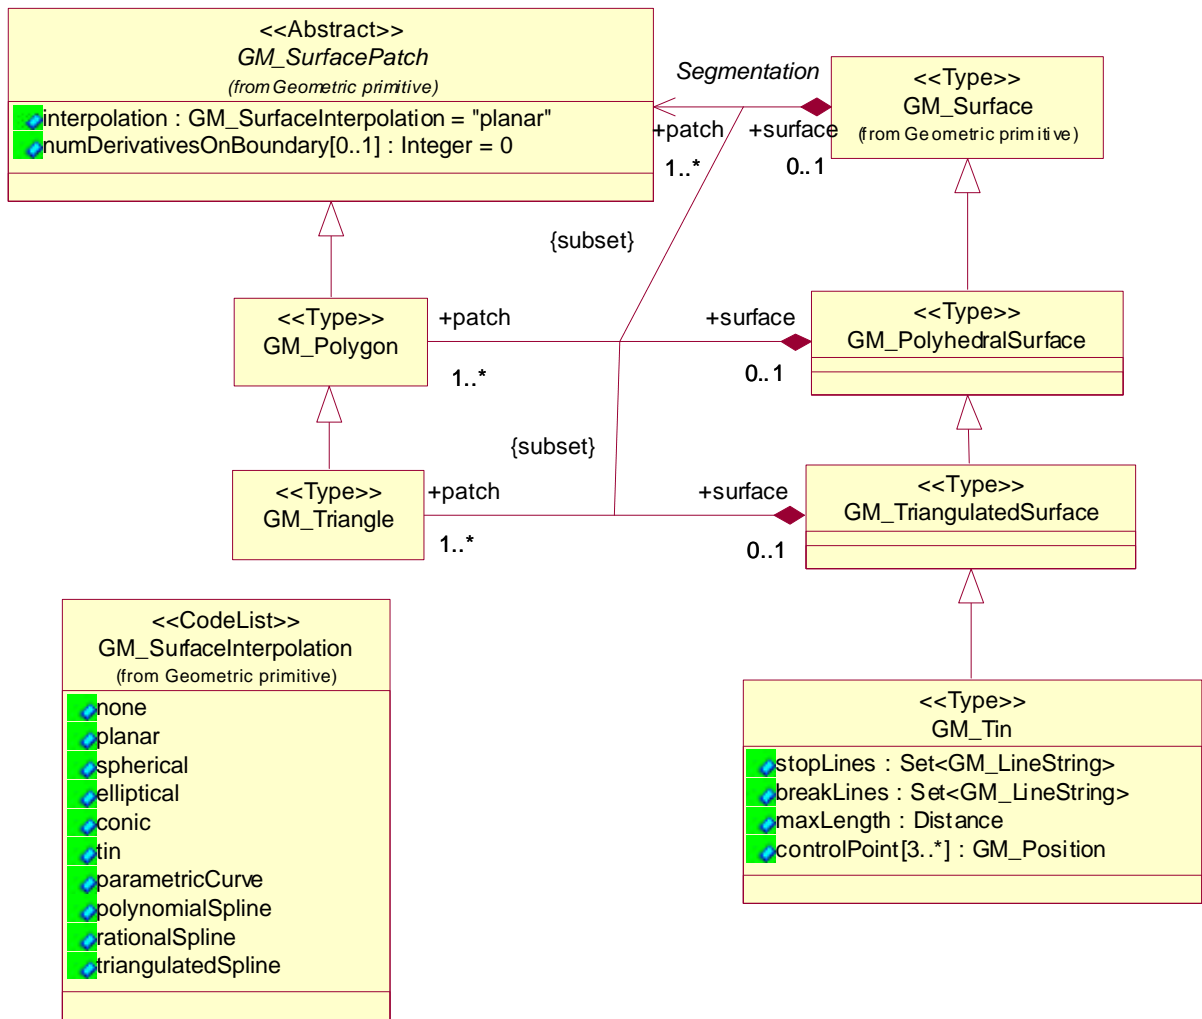 <<Abstract>>
GM_SurfacePatch
(from Geometric primitive)
interpolation : GM_SurfaceInterpolation = "planar"
numDerivativesOnBoundary[0..1] : Integer = 0
Segmentation
+patch
1..*
+surface
0..1
<<Type>>
GM_Surface
(from Geometric primitive)
{subset}
<<Type>>
GM_Polygon
+patch
1..*
+surface
0..1
<<Type>>
GM_PolyhedralSurface
{subset}
<<Type>>
GM_Triangle
+patch
1..*
+surface
0..1
<<Type>>
GM_TriangulatedSurface
<<CodeList>>
GM_SurfaceInterpolation
(from Geometric primitive)
none
planar
spherical
elliptical
conic
tin
parametricCurve
polynomialSpline
rationalSpline
triangulatedSpline
<<Type>>
GM_Tin
stopLines : Set<GM_LineString>
breakLines : Set<GM_LineString>
maxLength : Distance
controlPoint[3..*] : GM_Position